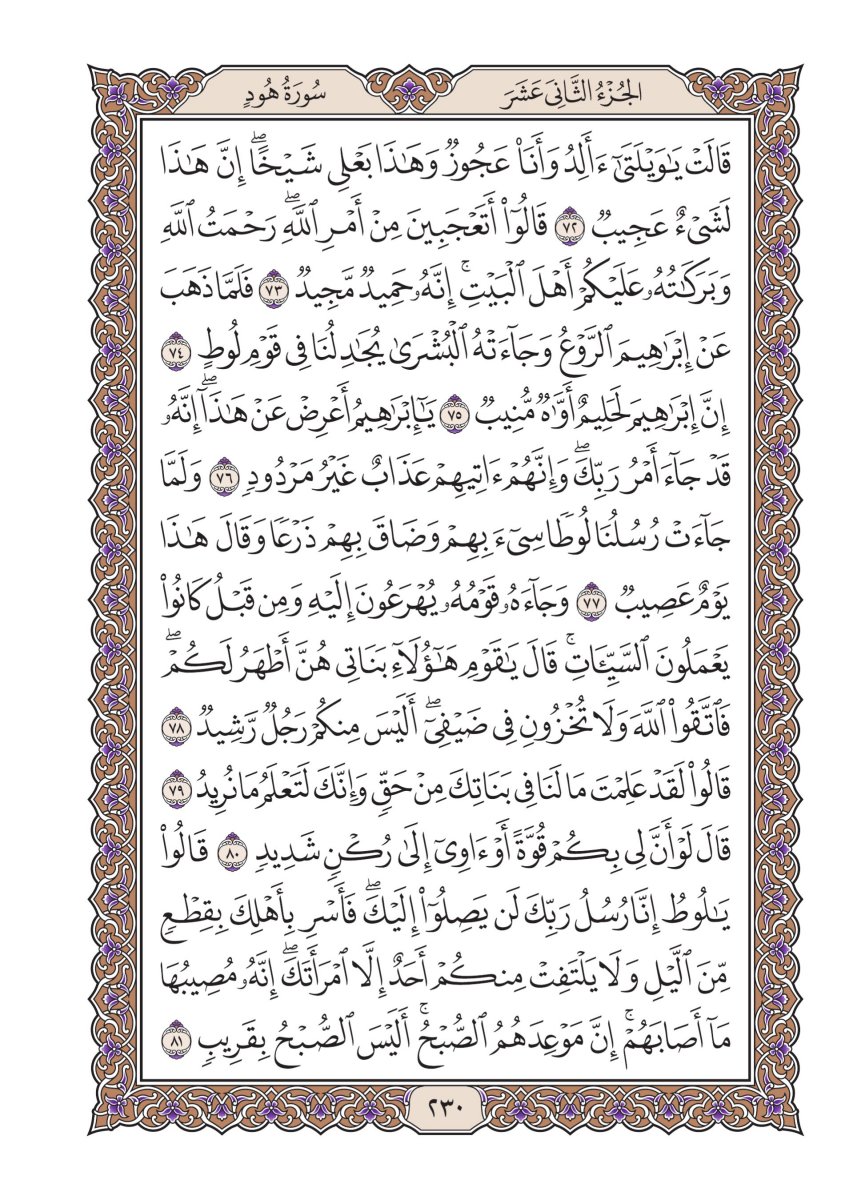 الجُزْءُ الثَّانِي عَشَرَ
سُورَةُ هُودٍ
قَالَتْ يَٰوَيْلَتَىٰٓ ءَأَلِدُ وَأَنَا۠ عَجُوزٌ وَهَٰذَا بَعْلِي شَيْخًاۖ إِنَّ هَٰذَا
لَشَيْءٌ عَجِيبٌ ٧٢ قَالُوٓا۟ أَتَعْجَبِينَ مِنْ أَمْرِ ٱللَّهِۖ رَحْمَتُ ٱللَّهِ
وَبَرَكَٰتُهُۥ عَلَيْكُمْ أَهْلَ ٱلْبَيْتِۚ إِنَّهُۥ حَمِيدٌ مَّجِيدٌ ٧٣ فَلَمَّا ذَهَبَ
عَنْ إِبْرَٰهِيمَ ٱلرَّوْعُ وَجَآءَتْهُ ٱلْبُشْرَىٰ يُجَٰدِلُنَا فِي قَوْمِ لُوطٍ ٧٤
إِنَّ إِبْرَٰهِيمَ لَحَلِيمٌ أَوَّٰهٌ مُّنِيبٌ ٧٥ يَٰٓإِبْرَٰهِيمُ أَعْرِضْ عَنْ هَٰذَآۖ إِنَّهُۥ
قَدْ جَآءَ أَمْرُ رَبِّكَۖ وَإِنَّهُمْ ءَاتِيهِمْ عَذَابٌ غَيْرُ مَرْدُودٍ ٧٦ وَلَمَّا
جَآءَتْ رُسُلُنَا لُوطًا سِيٓءَ بِهِمْ وَضَاقَ بِهِمْ ذَرْعًا وَقَالَ هَٰذَا
يَوْمٌ عَصِيبٌ ٧٧ وَجَآءَهُۥ قَوْمُهُۥ يُهْرَعُونَ إِلَيْهِ وَمِن قَبْلُ كَانُوا۟
يَعْمَلُونَ ٱلسَّيِّـَٔاتِۚ قَالَ يَٰقَوْمِ هَٰٓؤُلَآءِ بَنَاتِي هُنَّ أَطْهَرُ لَكُمْۖ
فَٱتَّقُوا۟ ٱللَّهَ وَلَا تُخْزُونِ فِي ضَيْفِيٓۖ أَلَيْسَ مِنكُمْ رَجُلٌ رَّشِيدٌ ٧٨
قَالُوا۟ لَقَدْ عَلِمْتَ مَا لَنَا فِي بَنَاتِكَ مِنْ حَقٍّ وَإِنَّكَ لَتَعْلَمُ مَا نُرِيدُ ٧٩
قَالَ لَوْ أَنَّ لِي بِكُمْ قُوَّةً أَوْ ءَاوِيٓ إِلَىٰ رُكْنٍ شَدِيدٍ ٨٠ قَالُوا۟
يَٰلُوطُ إِنَّا رُسُلُ رَبِّكَ لَن يَصِلُوٓا۟ إِلَيْكَۖ فَأَسْرِ بِأَهْلِكَ بِقِطْعٍ
مِّنَ ٱلَّيْلِ وَلَا يَلْتَفِتْ مِنكُمْ أَحَدٌ إِلَّا ٱمْرَأَتَكَۖ إِنَّهُۥ مُصِيبُهَا
مَآ أَصَابَهُمْۚ إِنَّ مَوْعِدَهُمُ ٱلصُّبْحُۚ أَلَيْسَ ٱلصُّبْحُ بِقَرِيبٍ ٨١
٢٣٠